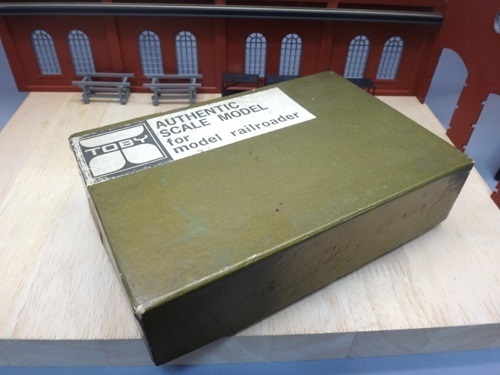 TOBY
AUTHENTIC
SCALE MODEL
for
model railroader